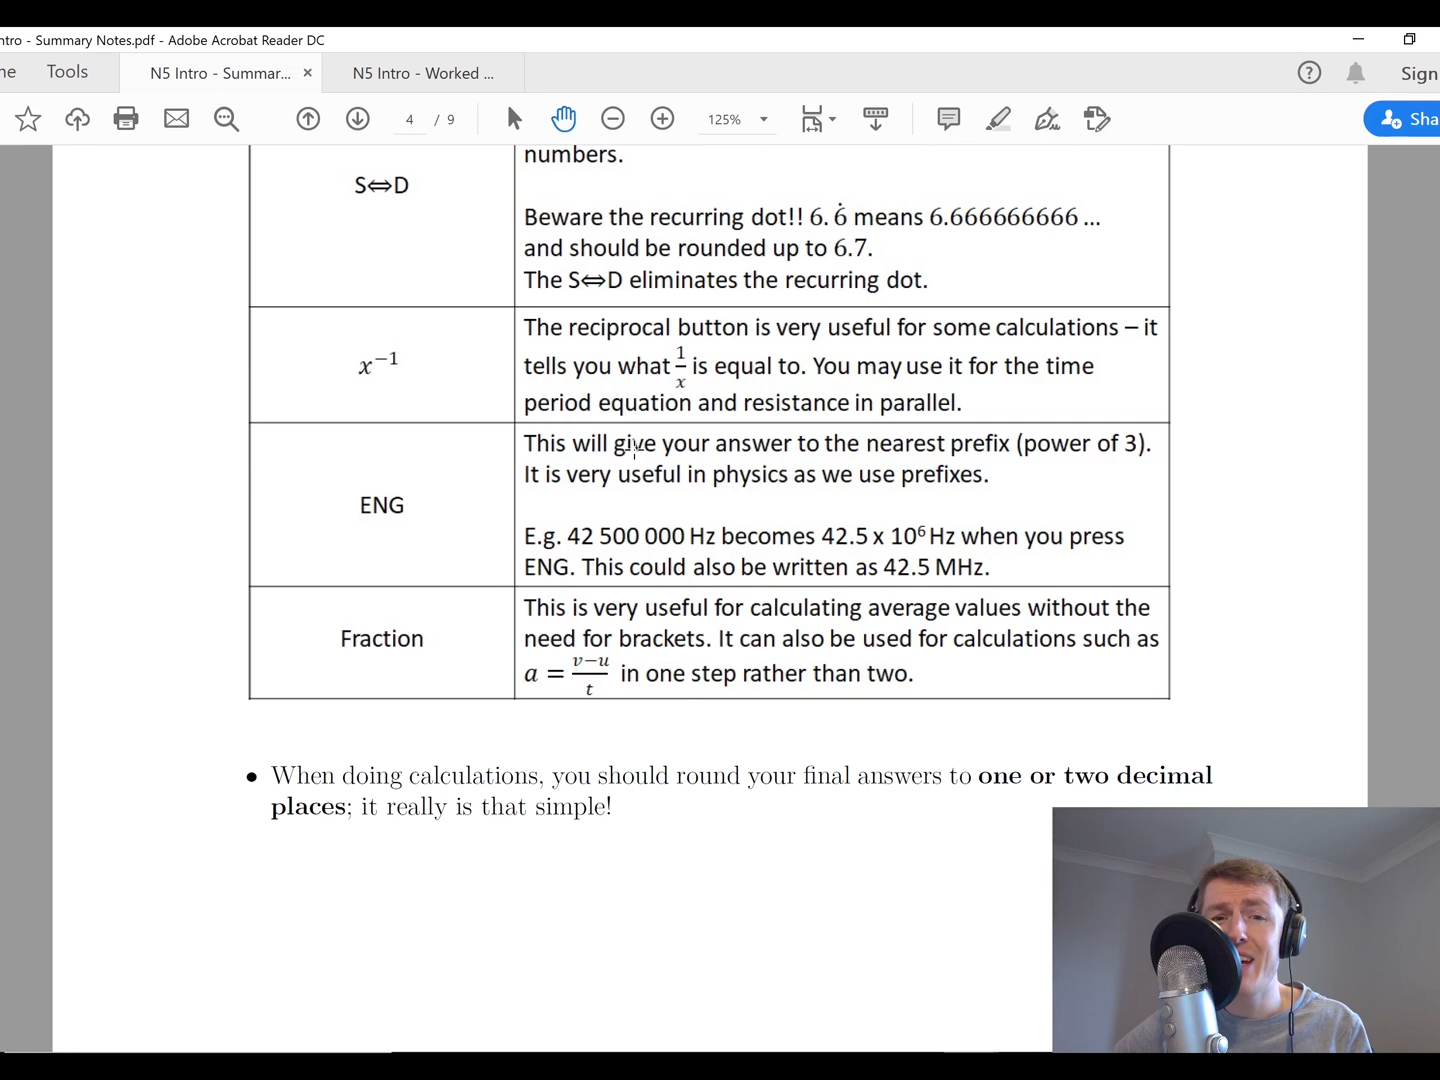 ntro - Summary Notes.pdf - Adobe Acrobat Reader DC
ne Tools N5 Intro - Summar... × N5 Intro - Worked ... Sign
4 / 9 125% Sha
numbers.
S⇔D
Beware the recurring dot!! 6.6̇ means 6.666666666 ...
and should be rounded up to 6.7.
The S⇔D eliminates the recurring dot.
x⁻¹
The reciprocal button is very useful for some calculations – it
tells you what 1/x is equal to. You may use it for the time
period equation and resistance in parallel.
ENG
This will give your answer to the nearest prefix (power of 3).
It is very useful in physics as we use prefixes.
E.g. 42 500 000 Hz becomes 42.5 x 10⁶ Hz when you press
ENG. This could also be written as 42.5 MHz.
Fraction
This is very useful for calculating average values without the
need for brackets. It can also be used for calculations such as
a = v−u/t in one step rather than two.
• When doing calculations, you should round your final answers to one or two decimal
places; it really is that simple!